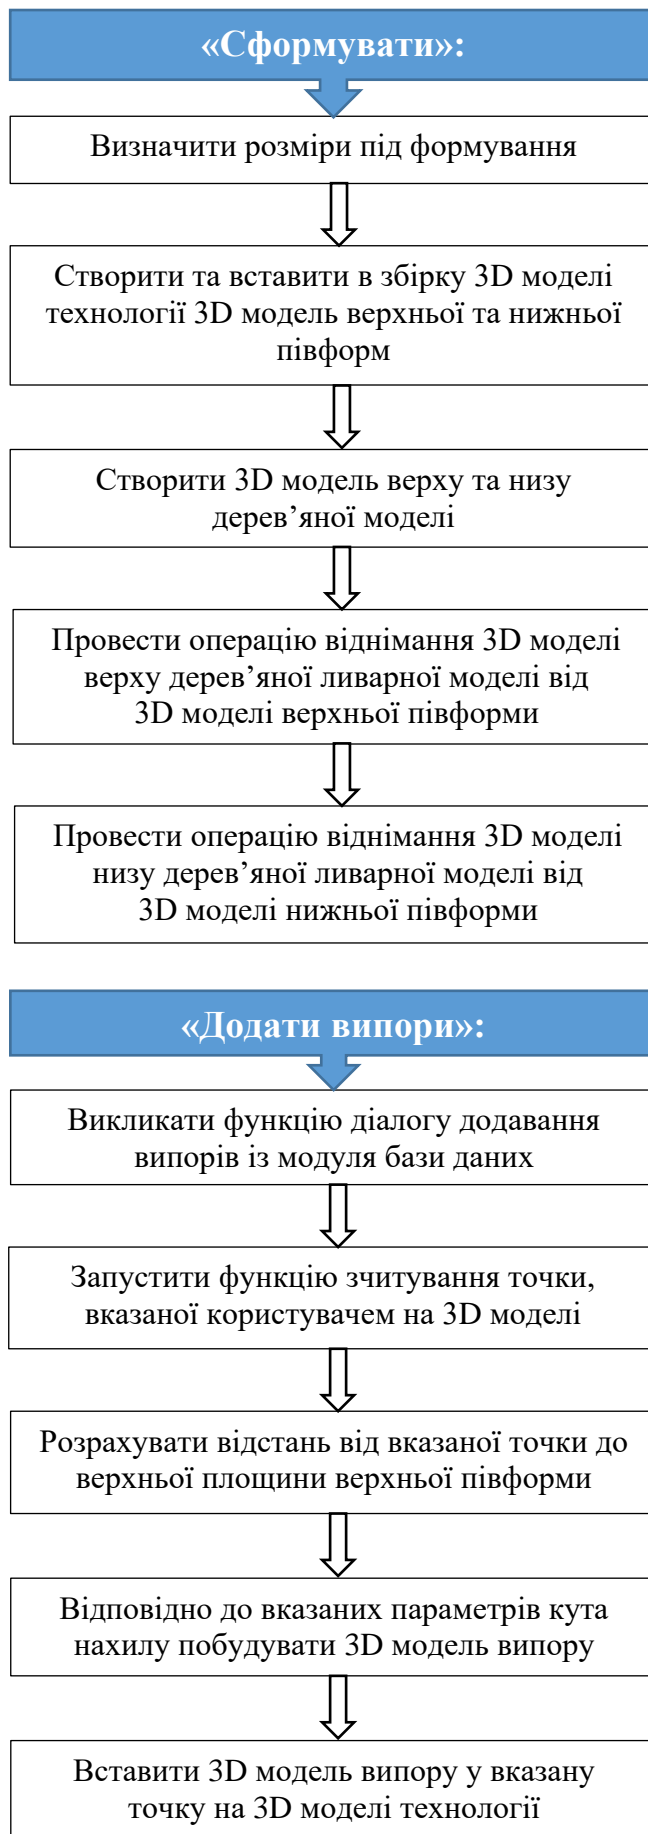 «Сформувати»:
Визначити розміри під формування
Створити та вставити в збірку 3D моделі
технології 3D модель верхньої та нижньої
півформ
Створити 3D модель верху та низу
дерев’яної моделі
Провести операцію віднімання 3D моделі
верху дерев’яної ливарної моделі від
3D моделі верхньої півформи
Провести операцію віднімання 3D моделі
низу дерев’яної ливарної моделі від
3D моделі нижньої півформи
«Додати випори»:
Викликати функцію діалогу додавання
випорів із модуля бази даних
Запустити функцію зчитування точки,
вказаної користувачем на 3D моделі
Розрахувати відстань від вказаної точки до
верхньої площини верхньої півформи
Відповідно до вказаних параметрів кута
нахилу побудувати 3D модель випору
Вставити 3D модель випору у вказану
точку на 3D моделі технології